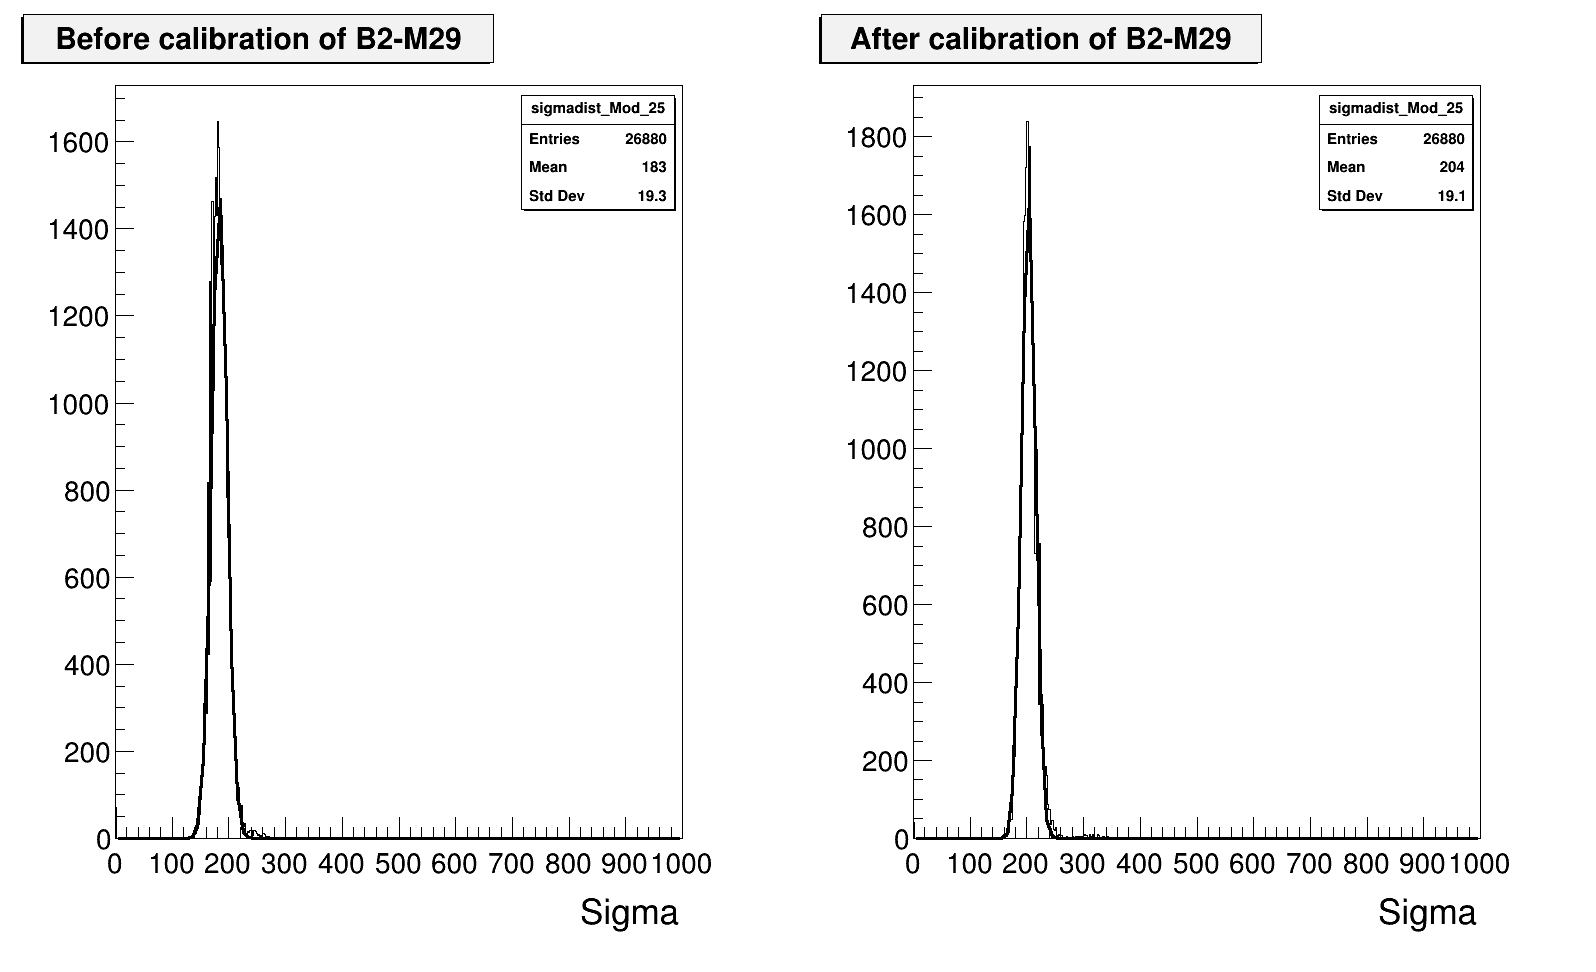 Before calibration of B2-M29
sigmadist_Mod_25
Entries 26880
Mean 183
Std Dev 19.3
1600
1400
1200
1000
800
600
400
200
0
0 100 200 300 400 500 600 700 800 900 1000
Sigma
After calibration of B2-M29
sigmadist_Mod_25
Entries 26880
Mean 204
Std Dev 19.1
1800
1600
1400
1200
1000
800
600
400
200
0
0 100 200 300 400 500 600 700 800 900 1000
Sigma